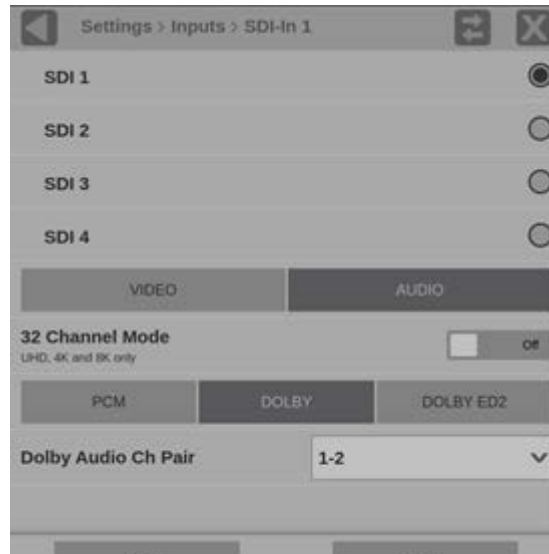 Settings > Inputs > SDI-In 1
SDI 1
SDI 2
SDI 3
SDI 4
VIDEO AUDIO
32 Channel Mode Off
UHD, 4K and 8K only
PCM DOLBY DOLBY ED2
Dolby Audio Ch Pair 1-2